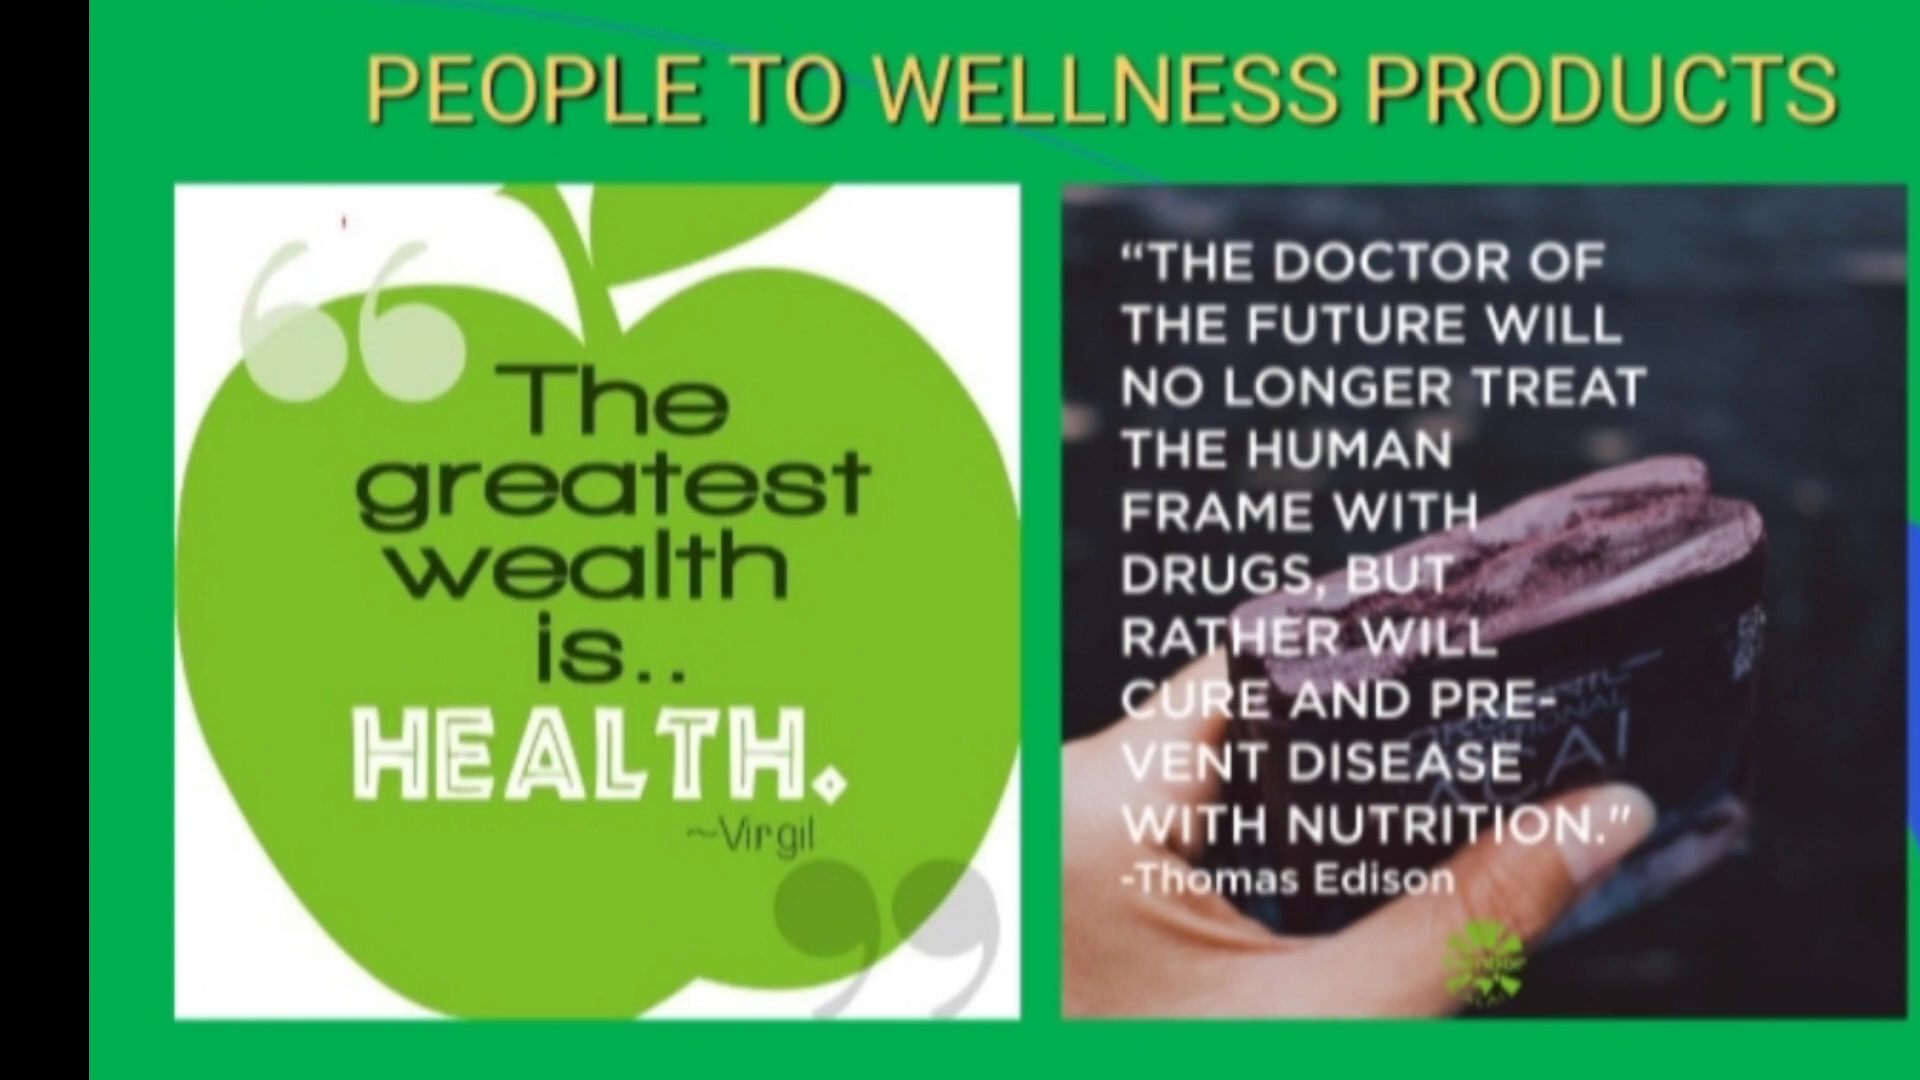 PEOPLE TO WELLNESS PRODUCTS
The
greatest
wealth
is..
HEALTH.
~Virgil
“THE DOCTOR OF
THE FUTURE WILL
NO LONGER TREAT
THE HUMAN
FRAME WITH
DRUGS, BUT
RATHER WILL
CURE AND PRE-
VENT DISEASE
WITH NUTRITION."
-Thomas Edison